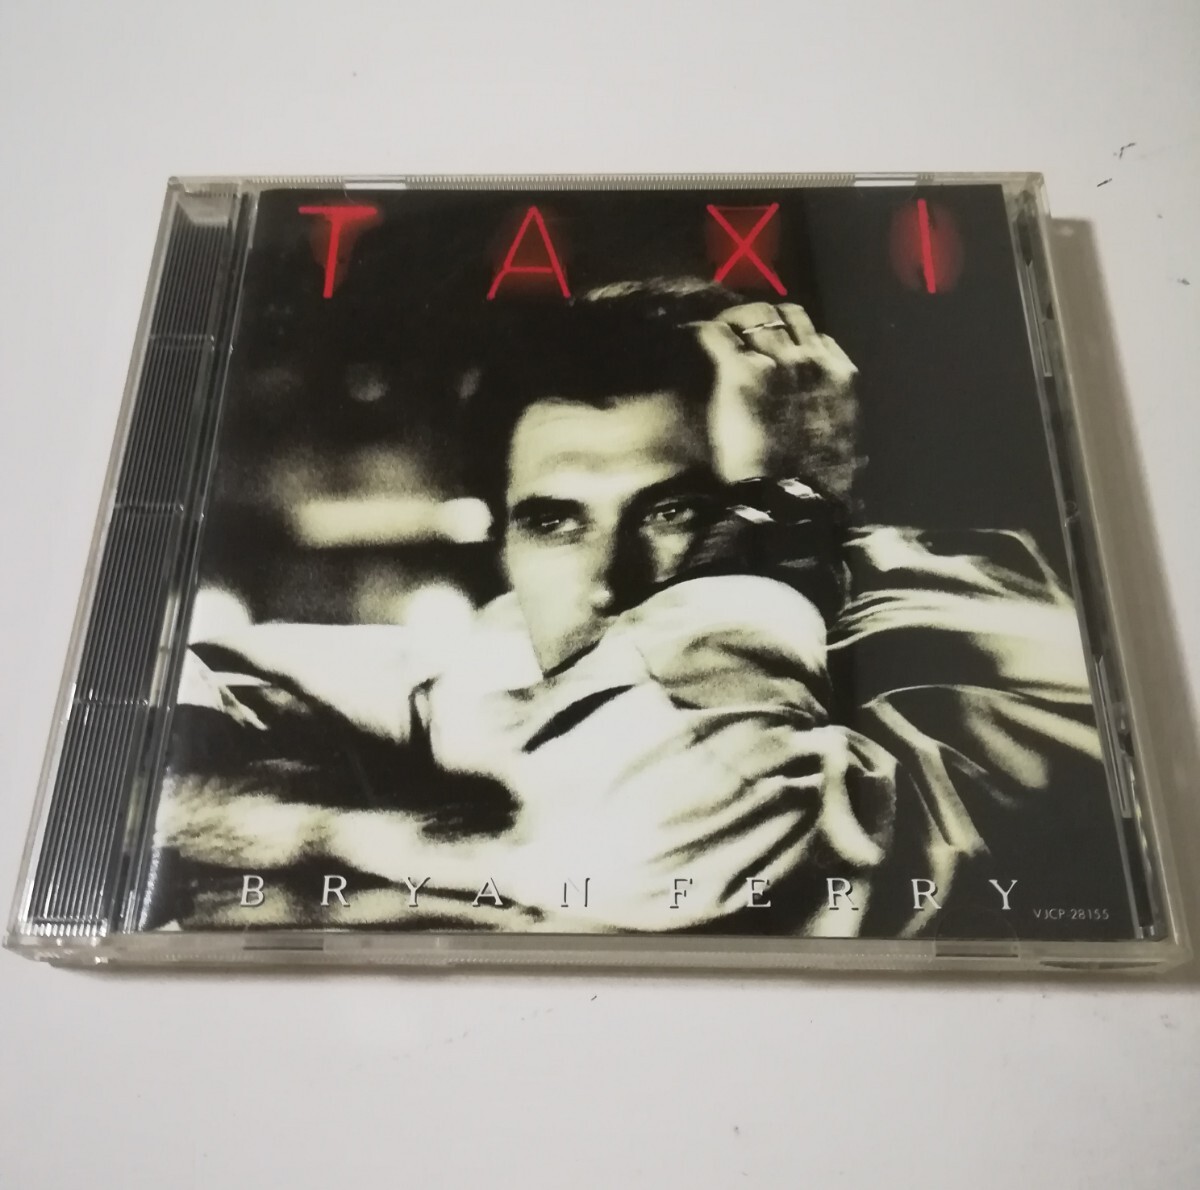 TAXI
BRYAN FERRY
VJCP-28155